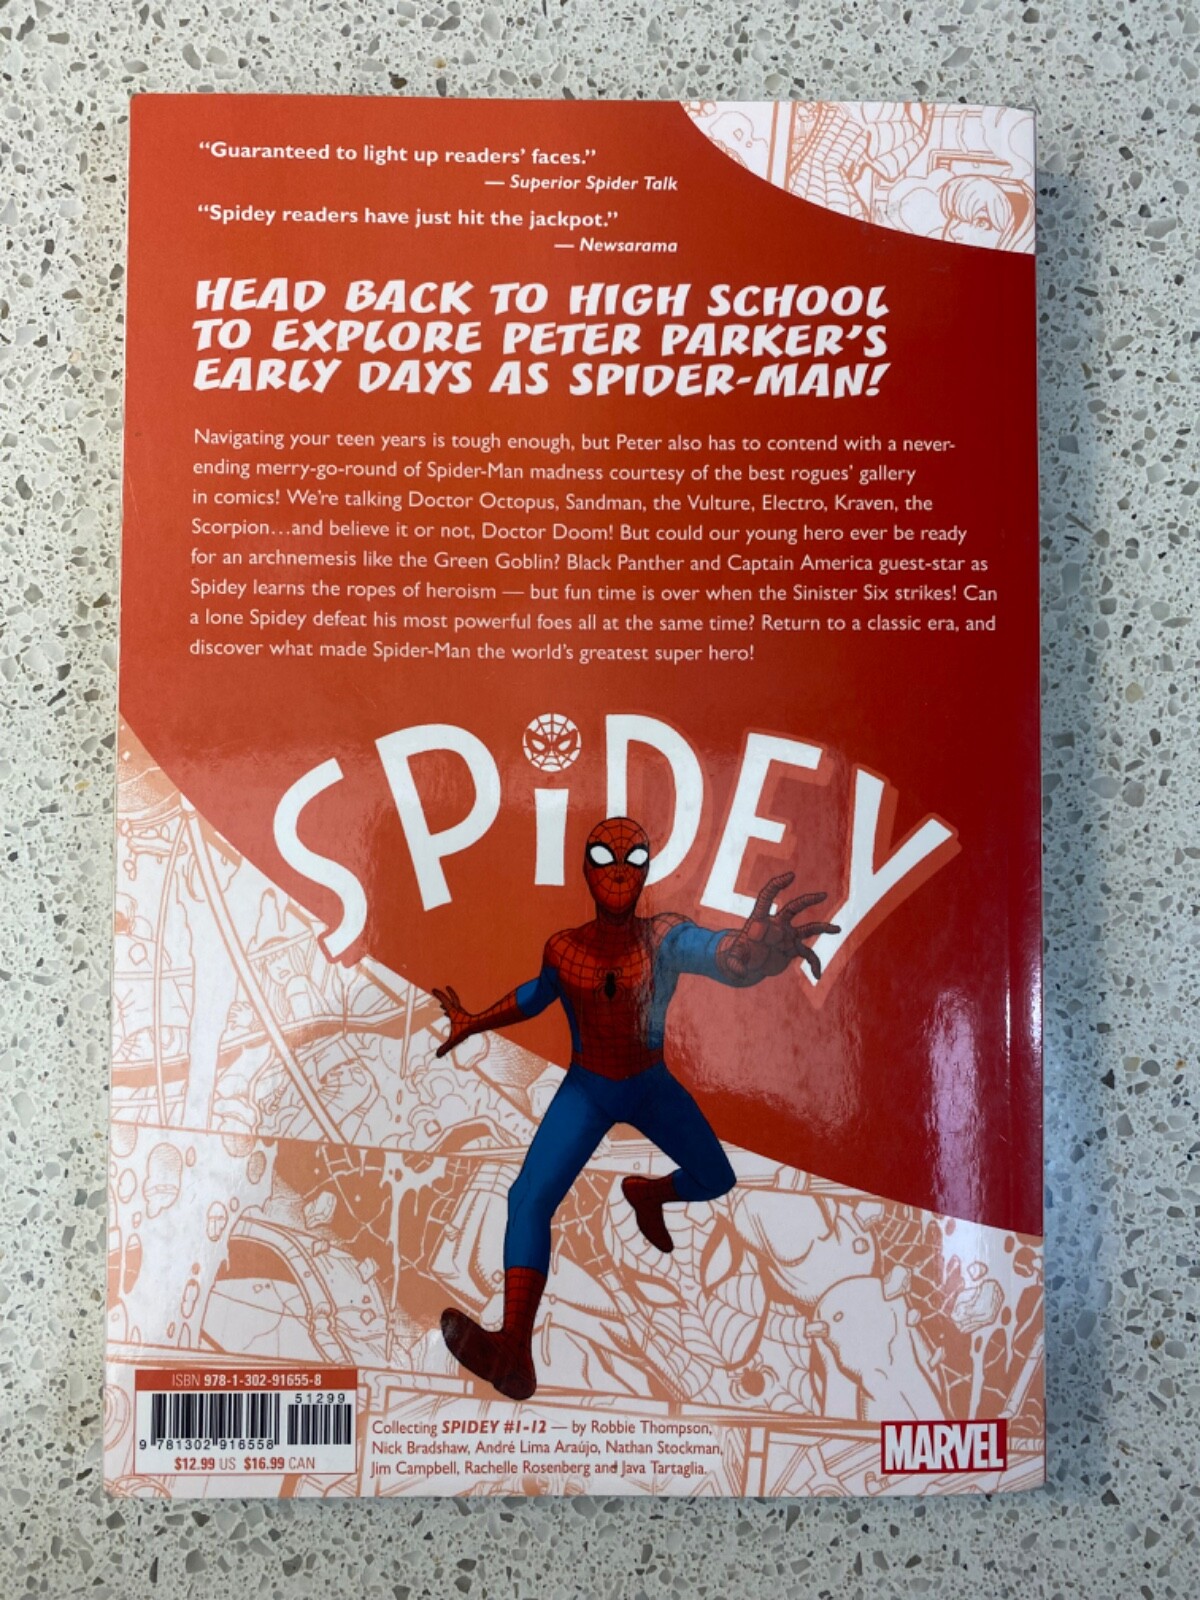 “Guaranteed to light up readers’ faces.”
— Superior Spider Talk
“Spidey readers have just hit the jackpot.”
— Newsarama
HEAD BACK TO HIGH SCHOOL
TO EXPLORE PETER PARKER’S
EARLY DAYS AS SPIDER-MAN!
Navigating your teen years is tough enough, but Peter also has to contend with a never-
ending merry-go-round of Spider-Man madness courtesy of the best rogues’ gallery
in comics! We’re talking Doctor Octopus, Sandman, the Vulture, Electro, Kraven, the
Scorpion…and believe it or not, Doctor Doom! But could our young hero ever be ready
for an archnemesis like the Green Goblin? Black Panther and Captain America guest-star as
Spidey learns the ropes of heroism — but fun time is over when the Sinister Six strikes! Can
a lone Spidey defeat his most powerful foes all at the same time? Return to a classic era, and
discover what made Spider-Man the world’s greatest super hero!
SPiDEY
ISBN 978-1-302-91655-8
51299
9 781302 916558
$12.99 US $16.99 CAN
Collecting SPIDEY #1-12 — by Robbie Thompson,
Nick Bradshaw, André Lima Araújo, Nathan Stockman,
Jim Campbell, Rachelle Rosenberg and Java Tartaglia.
MARVEL